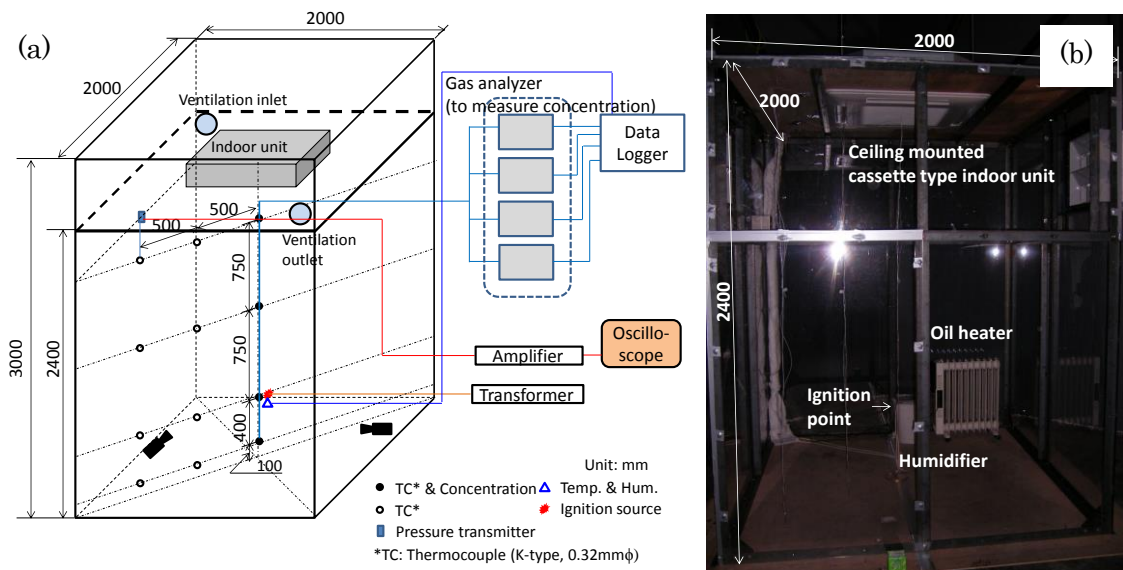 (a)
2000
2000
Ventilation inlet
Indoor unit
500
500
Ventilation
outlet
750
750
400
100
3000
2400
Gas analyzer
(to measure concentration)
Data
Logger
Amplifier
Oscillo-
scope
Transformer
Unit: mm
TC* & Concentration
Temp. & Hum.
TC*
Ignition source
Pressure transmitter
*TC: Thermocouple (K-type, 0.32mmϕ)
(b)
2000
2000
Ceiling mounted
cassette type indoor unit
2400
Oil heater
Ignition
point
Humidifier